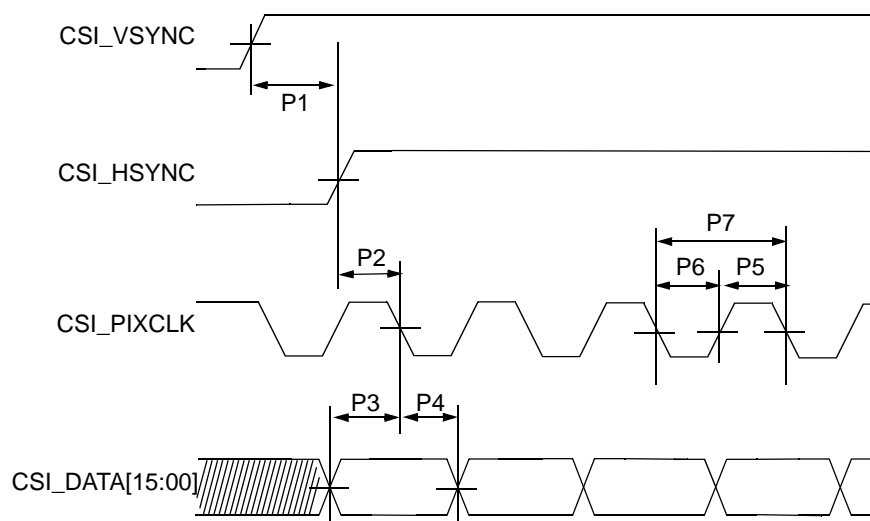 CSI_VSYNC
P1
CSI_HSYNC
P7
P2
P6 P5
CSI_PIXCLK
P3 P4
CSI_DATA[15:00]